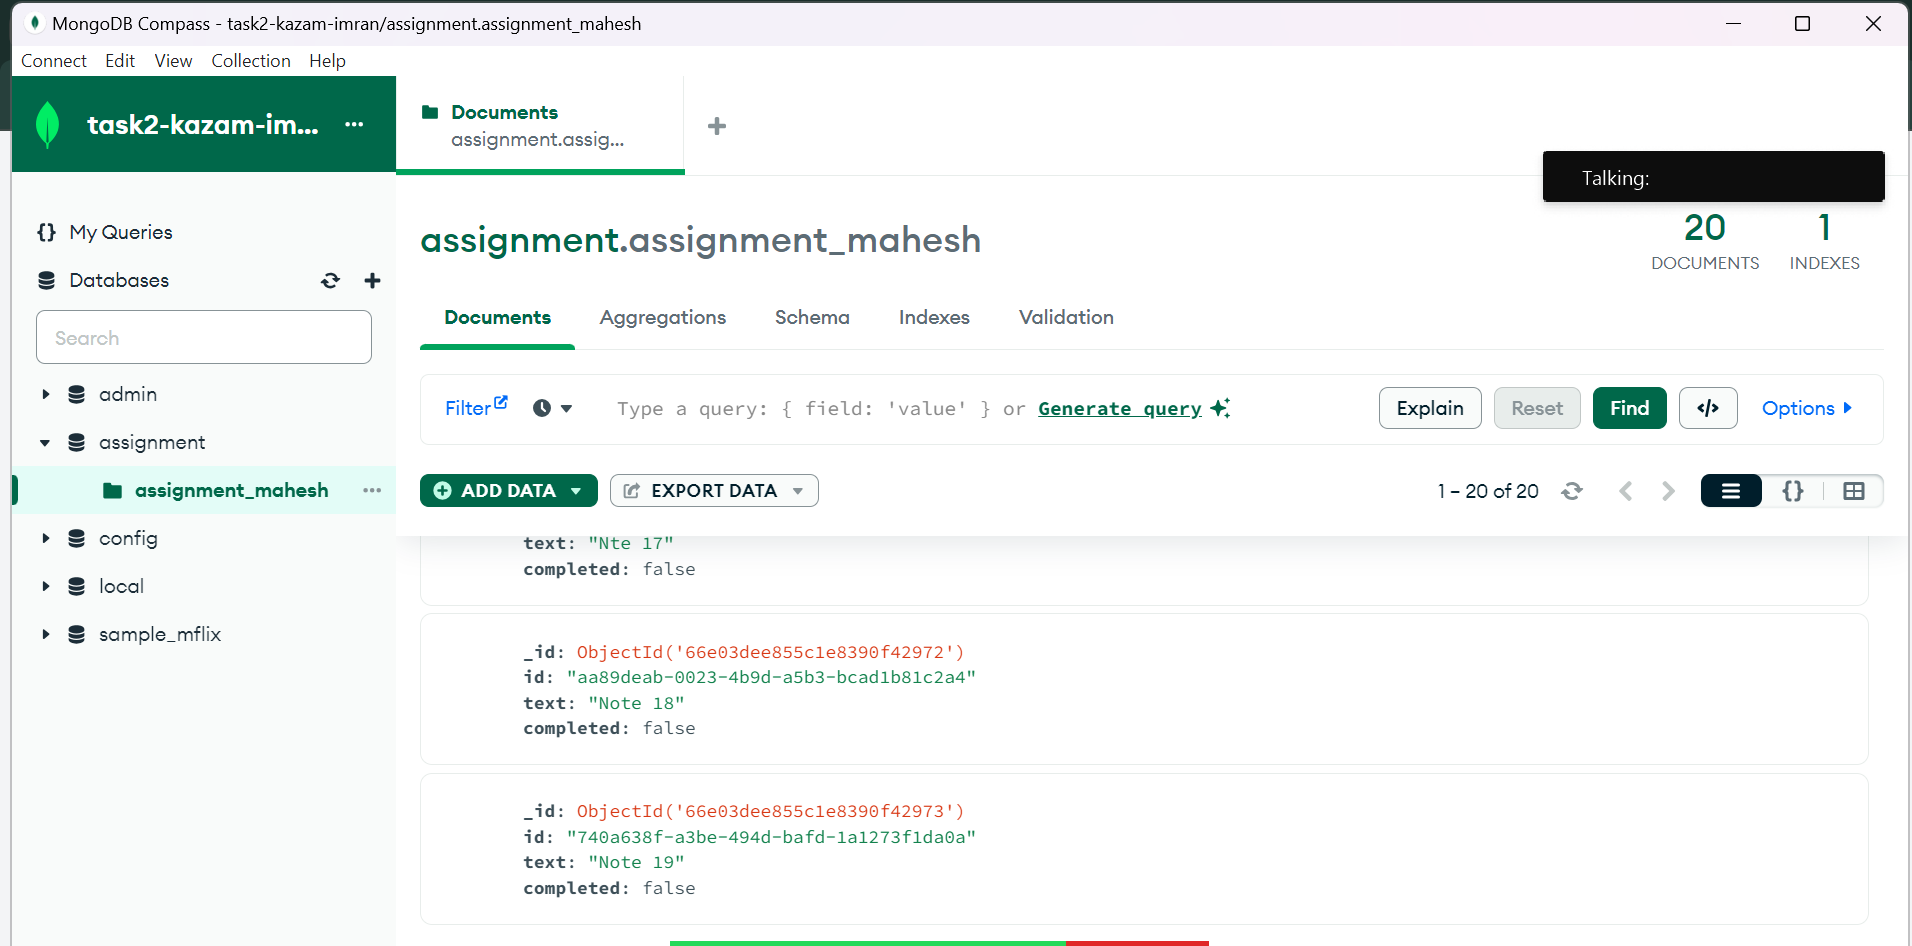 MongoDB Compass - task2-kazam-imran/assignment.assignment_mahesh
Connect Edit View Collection Help
task2-kazam-im... ...
Documents
assignment.assig...
Talking:
My Queries
Databases
Search
admin
assignment
assignment_mahesh
config
local
sample_mflix
assignment.assignment_mahesh
20 DOCUMENTS
1 INDEXES
Documents Aggregations Schema Indexes Validation
Filter Type a query: { field: 'value' } or Generate query Explain Reset Find </> Options
ADD DATA EXPORT DATA 1 – 20 of 20 {}
text: "Nte 17"
completed: false
_id: ObjectId('66e03dee855c1e8390f42972')
id: "aa89deab-0023-4b9d-a5b3-bcad1b81c2a4"
text: "Note 18"
completed: false
_id: ObjectId('66e03dee855c1e8390f42973')
id: "740a638f-a3be-494d-bafd-1a1273f1da0a"
text: "Note 19"
completed: false